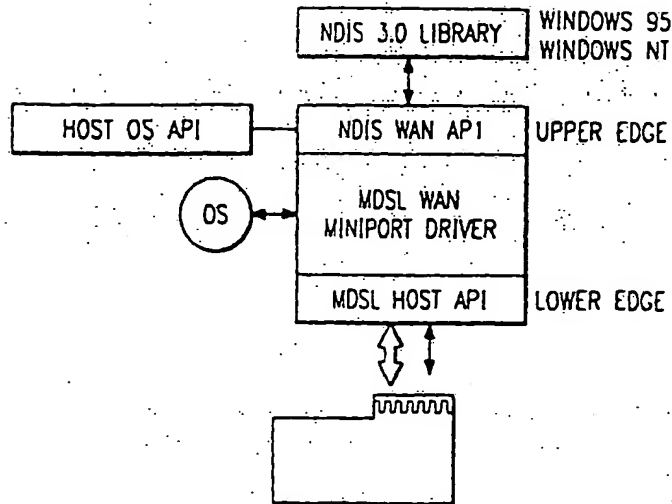 NDIS 3.0 LIBRARY
WINDOWS 95
WINDOWS NT
HOST OS API
NDIS WAN API
UPPER EDGE
OS
MDSL WAN
MINIPORT DRIVER
MDSL HOST API
LOWER EDGE